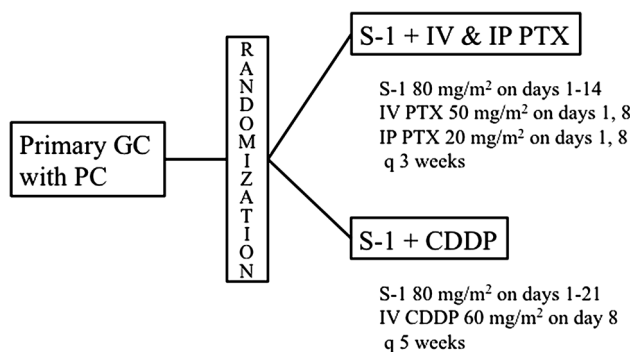 Primary GC
with PC
RANDOMIZATION
S-1 + IV & IP PTX
S-1 80 mg/m² on days 1-14
IV PTX 50 mg/m² on days 1, 8
IP PTX 20 mg/m² on days 1, 8
q 3 weeks
S-1 + CDDP
S-1 80 mg/m² on days 1-21
IV CDDP 60 mg/m² on day 8
q 5 weeks